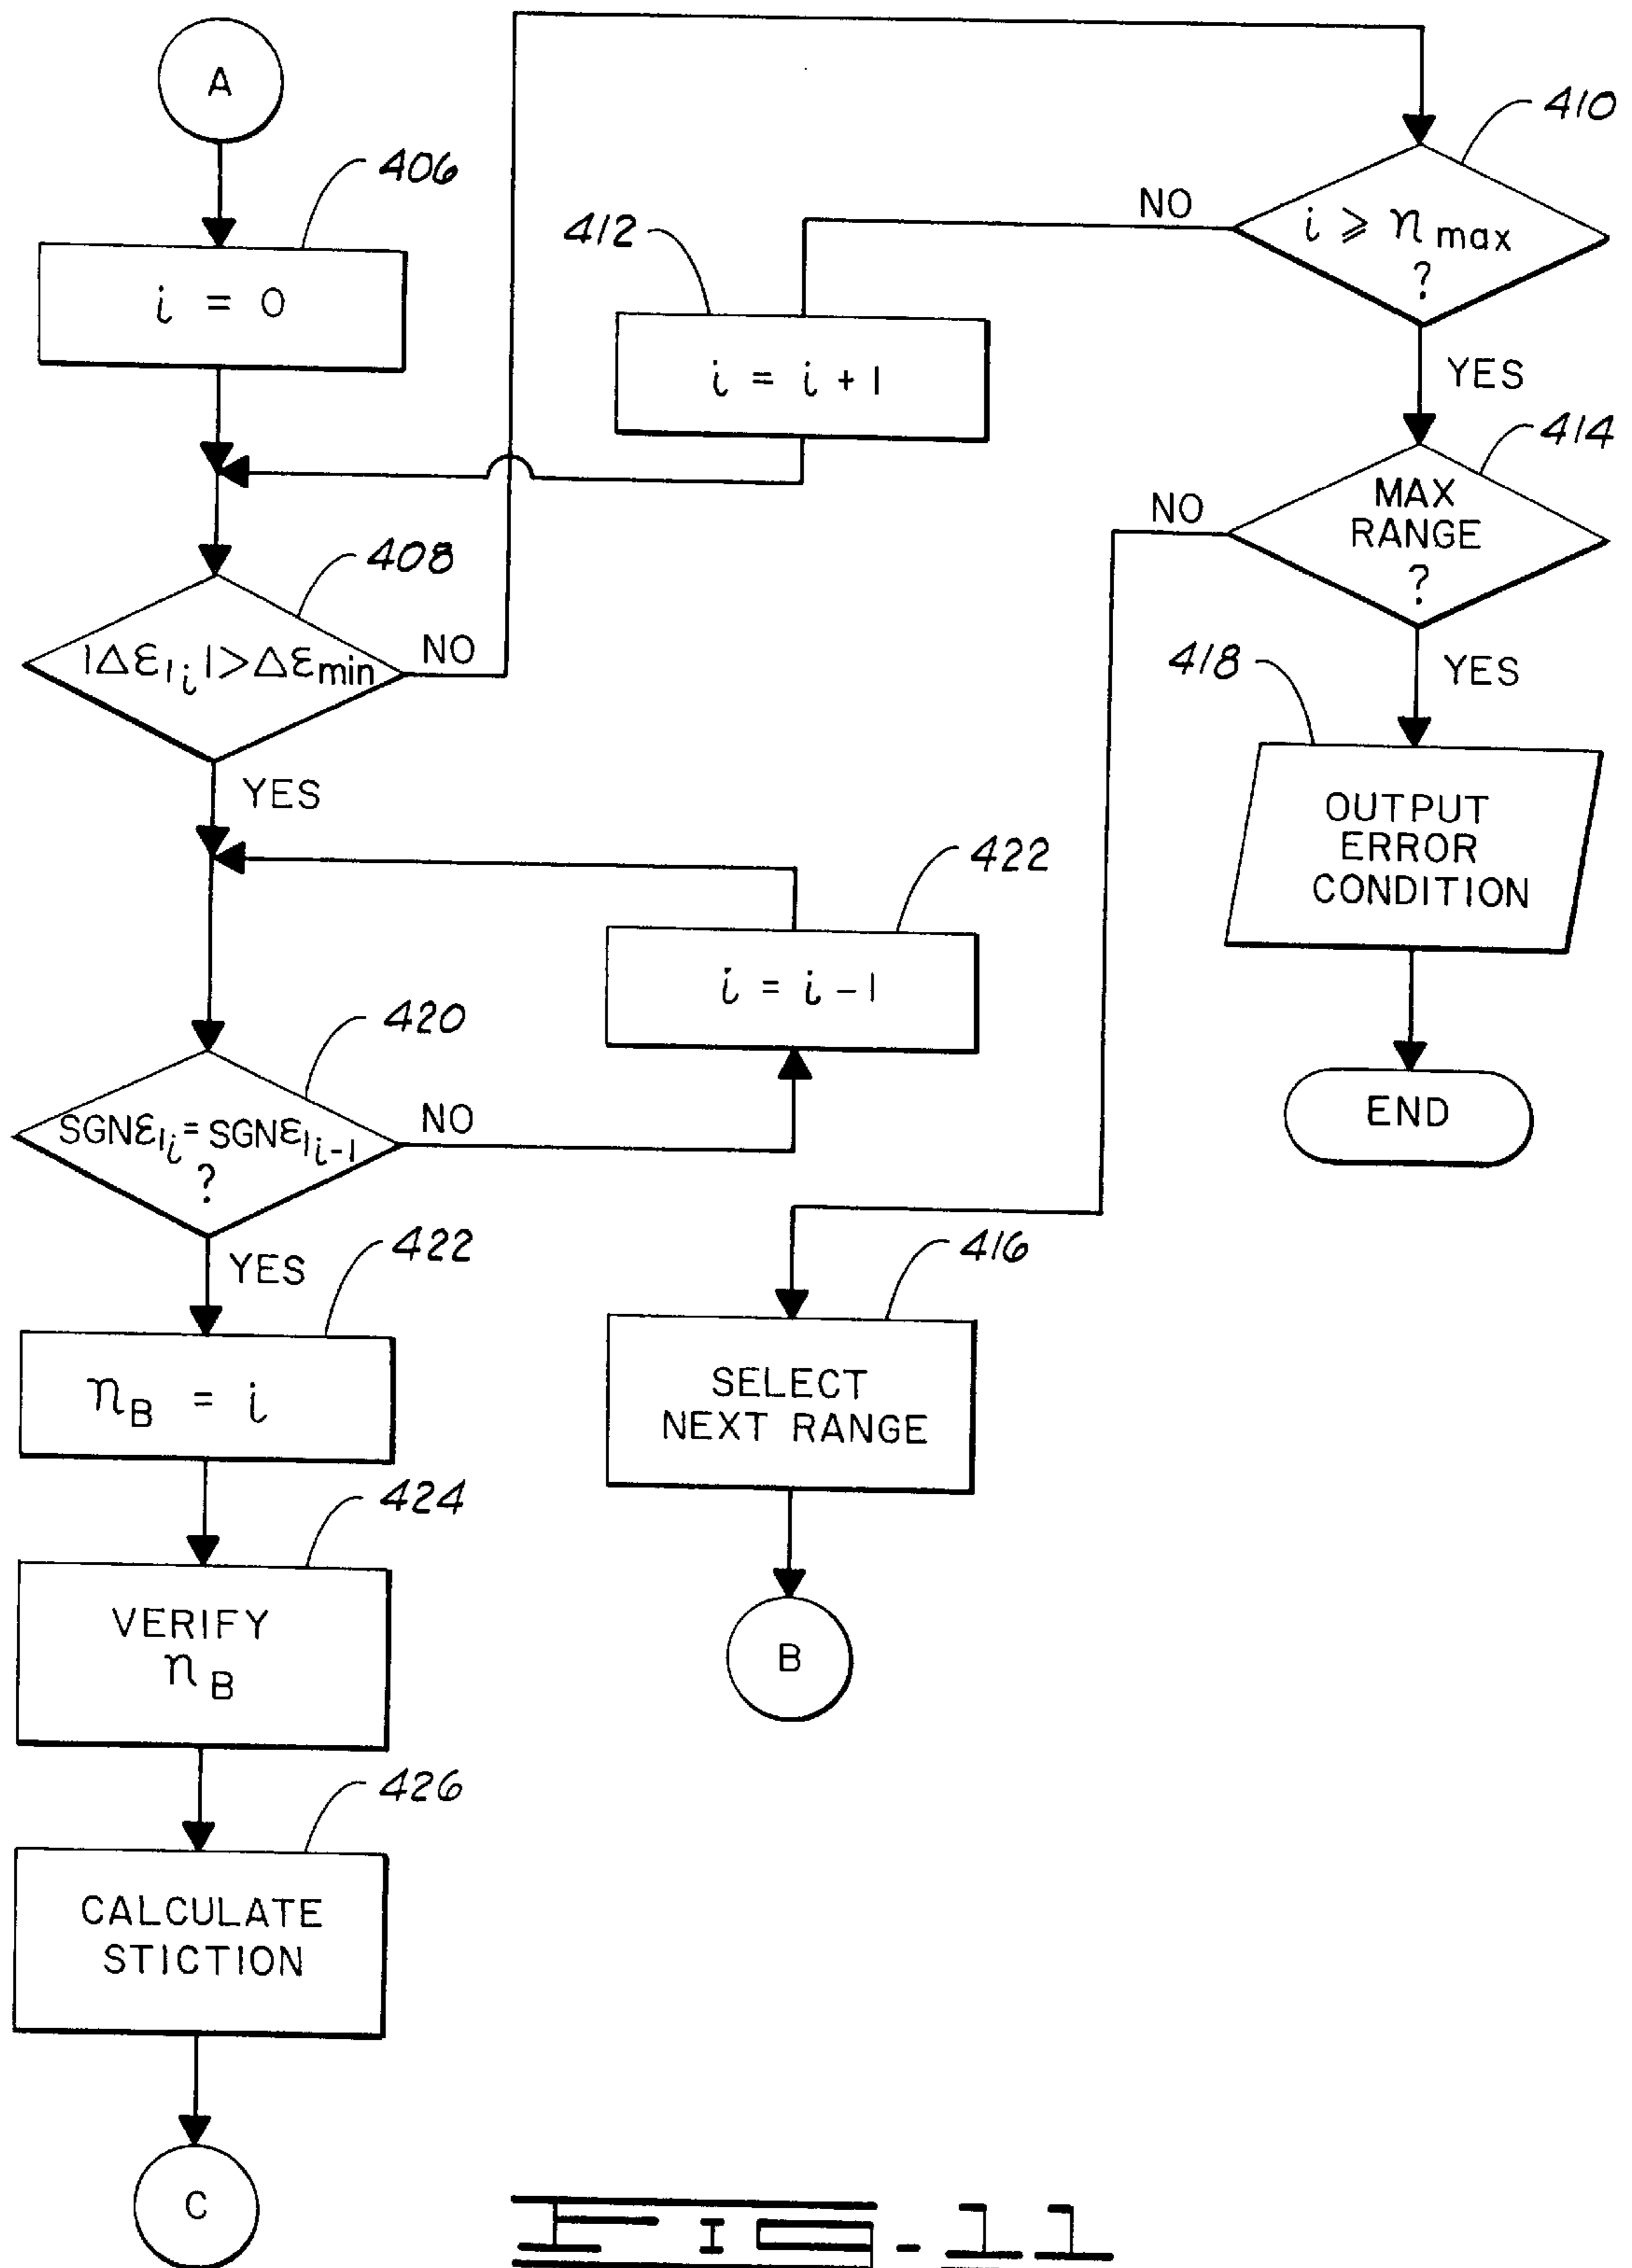 A
406
i = 0
408
|Δε₁ᵢ| > Δεmin
NO
YES
410
i ⩾ n max
?
NO
YES
412
i = i + 1
414
MAX
RANGE
?
NO
YES
418
OUTPUT
ERROR
CONDITION
END
422
i = i - 1
420
SGNε₁ᵢ = SGNε₁ᵢ₋₁
?
NO
YES
422
n B = i
416
SELECT
NEXT RANGE
B
424
VERIFY
n B
426
CALCULATE
STICTION
C
FIG-11